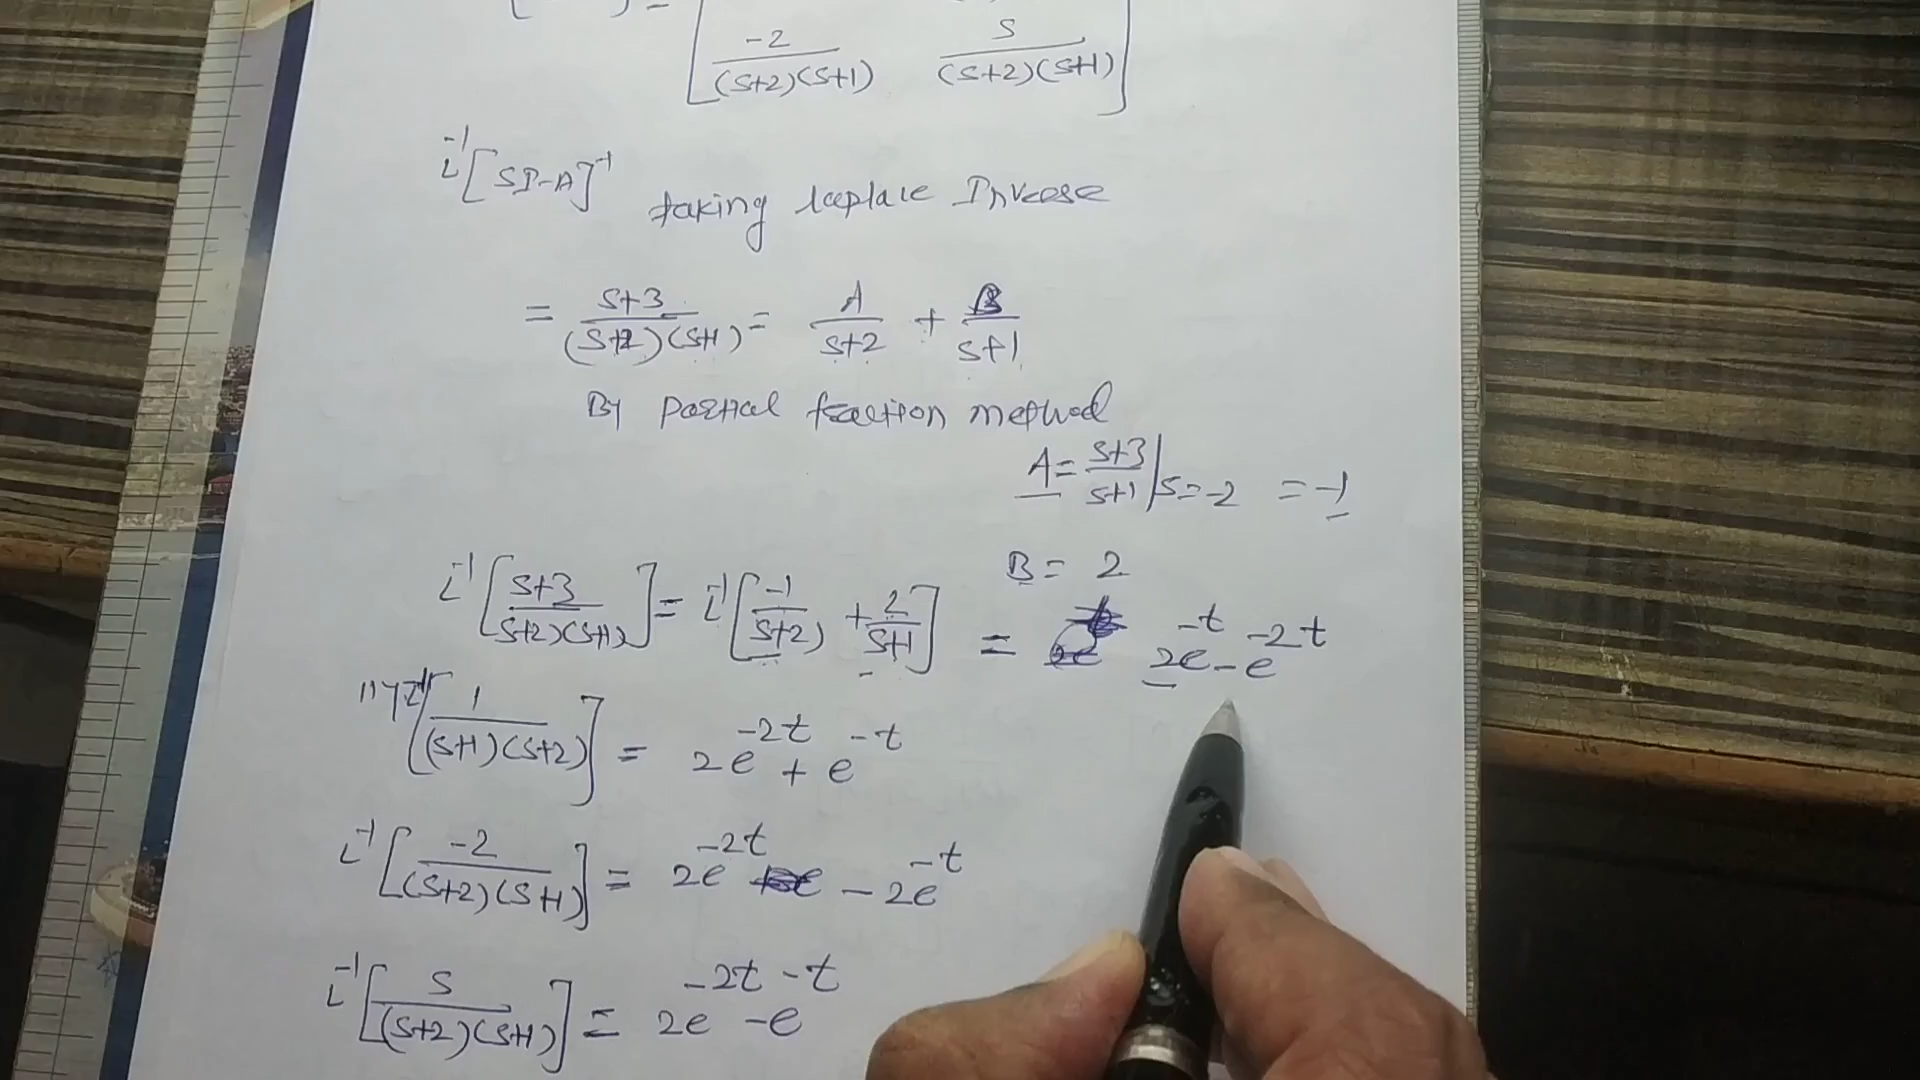 -2 / (S+2)(S+1)   S / (S+2)(S+1)
L⁻¹[SI-A]⁻¹ taking laplace Inverse
= S+3 / (S+2)(S+1) = A / S+2 + B / S+1
By Partial fraction method
A = S+3 / S+1 | S=-2 = -1
B = 2
L⁻¹[S+3 / (S+2)(S+1)] = L⁻¹[-1 / (S+2) + 2 / S+1] = 2e^-t - e^-2t
111y L⁻¹[1 / (S+1)(S+2)] = 2e^-2t + e^-t
L⁻¹[-2 / (S+2)(S+1)] = 2e^-2t - 2e^-t
L⁻¹[S / (S+2)(S+1)] = 2e^-2t - e^-t